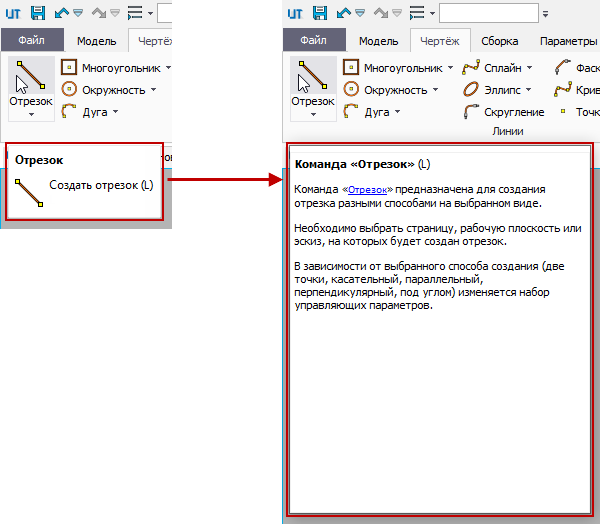 UT
Файл Модель Чертёж
Отрезок
Многоугольник
Окружность
Дуга
Отрезок
Создать отрезок (L)
UT
Файл Модель Чертёж Сборка Параметры
Отрезок
Многоугольник Сплайн Фаск
Окружность Эллипс Крив
Дуга Скругление Точк
Линии
Команда «Отрезок» (L)
Команда «Отрезок» предназначена для создания
отрезка разными способами на выбранном виде.
Необходимо выбрать страницу, рабочую плоскость или
эскиз, на которых будет создан отрезок.
В зависимости от выбранного способа создания (две
точки, касательный, параллельный,
перпендикулярный, под углом) изменяется набор
управляющих параметров.